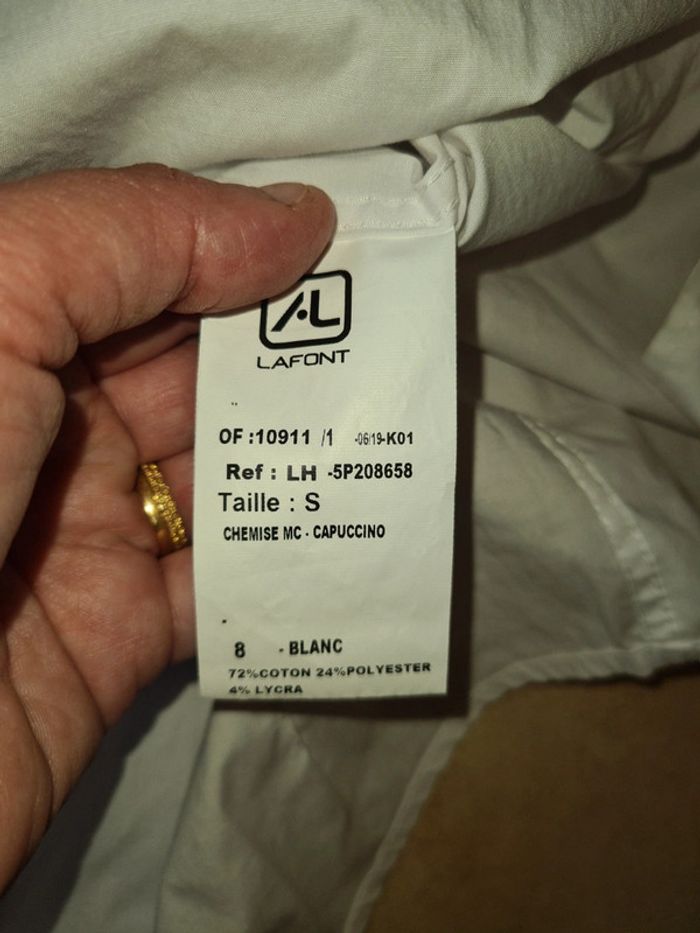 AL
LAFONT
OF :10911 /1 -06/19-K01
Ref : LH -5P208658
Taille : S
CHEMISE MC - CAPUCCINO
8 - BLANC
72%COTON 24%POLYESTER
4% LYCRA